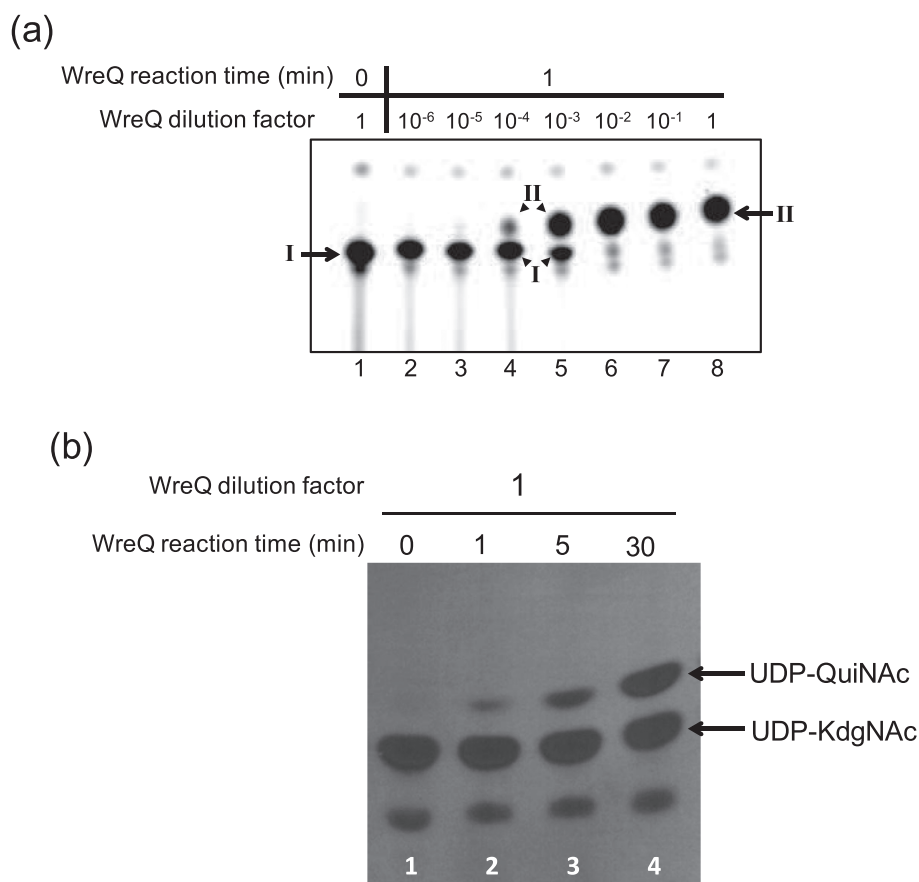 (a)
WreQ reaction time (min) 0 1
WreQ dilution factor 1 10⁻⁶ 10⁻⁵ 10⁻⁴ 10⁻³ 10⁻² 10⁻¹ 1
II
II
I
I
1 2 3 4 5 6 7 8
(b)
WreQ dilution factor 1
WreQ reaction time (min) 0 1 5 30
UDP-QuiNAc
UDP-KdgNAc
1 2 3 4